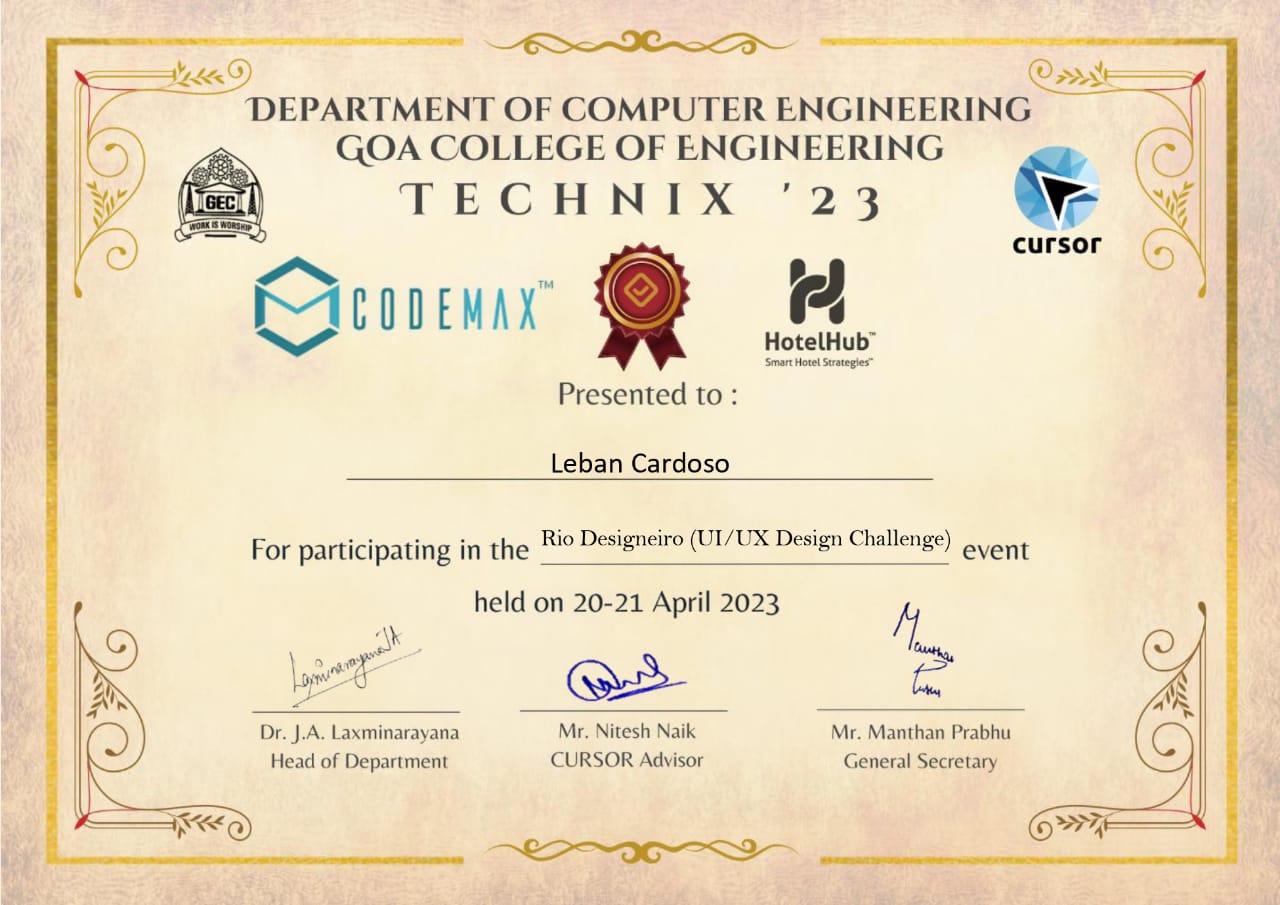 DEPARTMENT OF COMPUTER ENGINEERING
GOA COLLEGE OF ENGINEERING
TECHNIX '23
GEC
WORK IS WORSHIP
cursor
CODEMAX™
HotelHub™
Smart Hotel Strategies™
Presented to :
Leban Cardoso
For participating in the Rio Designeiro (UI/UX Design Challenge) event
held on 20-21 April 2023
Laxminarayana JA
Manthan
Prabhu
Dr. J.A. Laxminarayana
Head of Department
Mr. Nitesh Naik
CURSOR Advisor
Mr. Manthan Prabhu
General Secretary